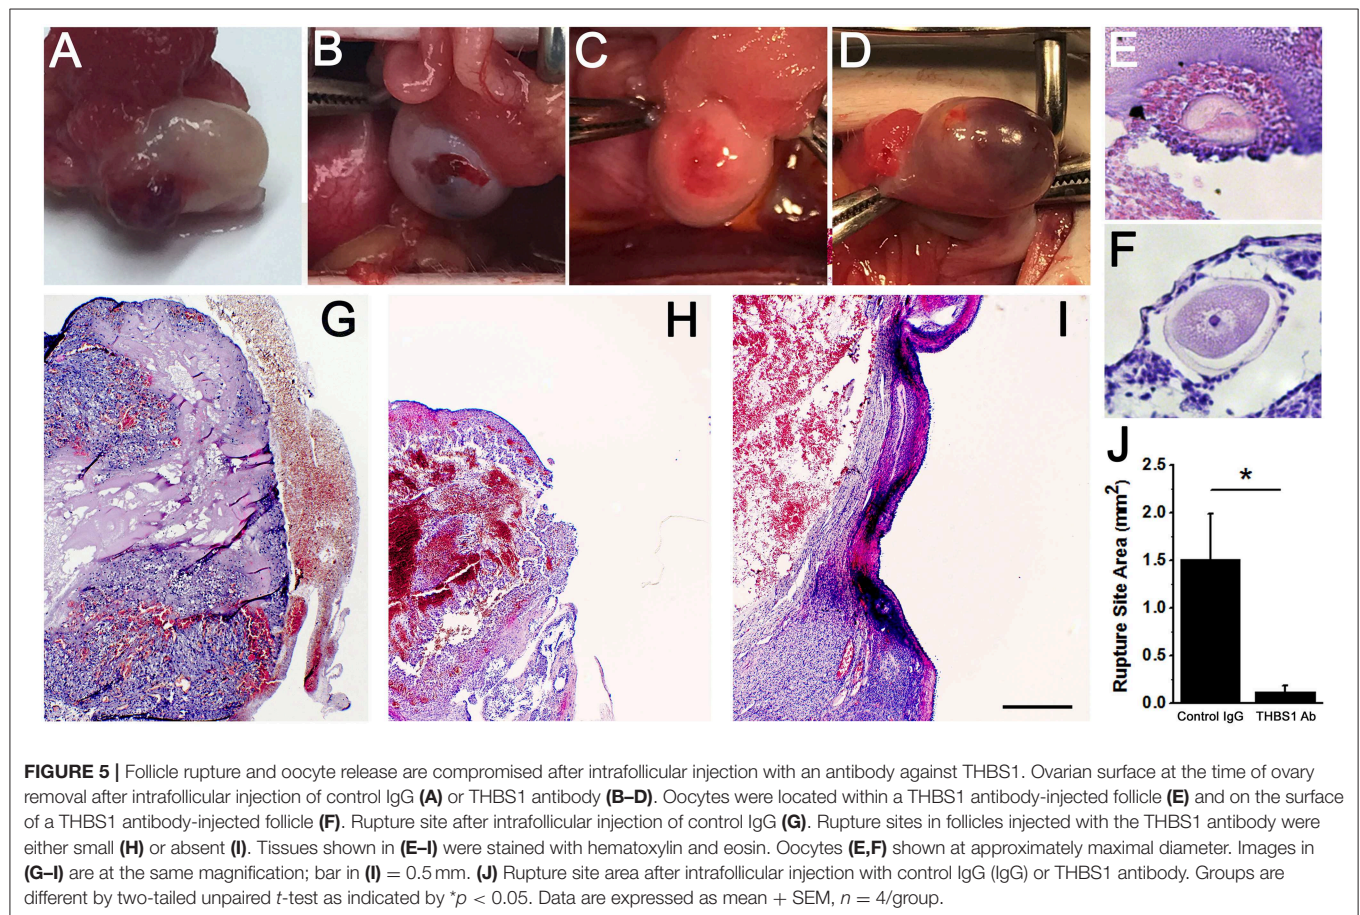 A
B
C
D
E
F
G
H
I
J
2.5
2.0
1.5
1.0
0.5
0.0
Rupture Site Area (mm²)
*
Control IgG
THBS1 Ab
FIGURE 5 | Follicle rupture and oocyte release are compromised after intrafollicular injection with an antibody against THBS1. Ovarian surface at the time of ovary
removal after intrafollicular injection of control IgG (A) or THBS1 antibody (B–D). Oocytes were located within a THBS1 antibody-injected follicle (E) and on the surface
of a THBS1 antibody-injected follicle (F). Rupture site after intrafollicular injection of control IgG (G). Rupture sites in follicles injected with the THBS1 antibody were
either small (H) or absent (I). Tissues shown in (E–I) were stained with hematoxylin and eosin. Oocytes (E,F) shown at approximately maximal diameter. Images in
(G–I) are at the same magnification; bar in (I) = 0.5 mm. (J) Rupture site area after intrafollicular injection with control IgG (IgG) or THBS1 antibody. Groups are
different by two-tailed unpaired t-test as indicated by *p < 0.05. Data are expressed as mean + SEM, n = 4/group.